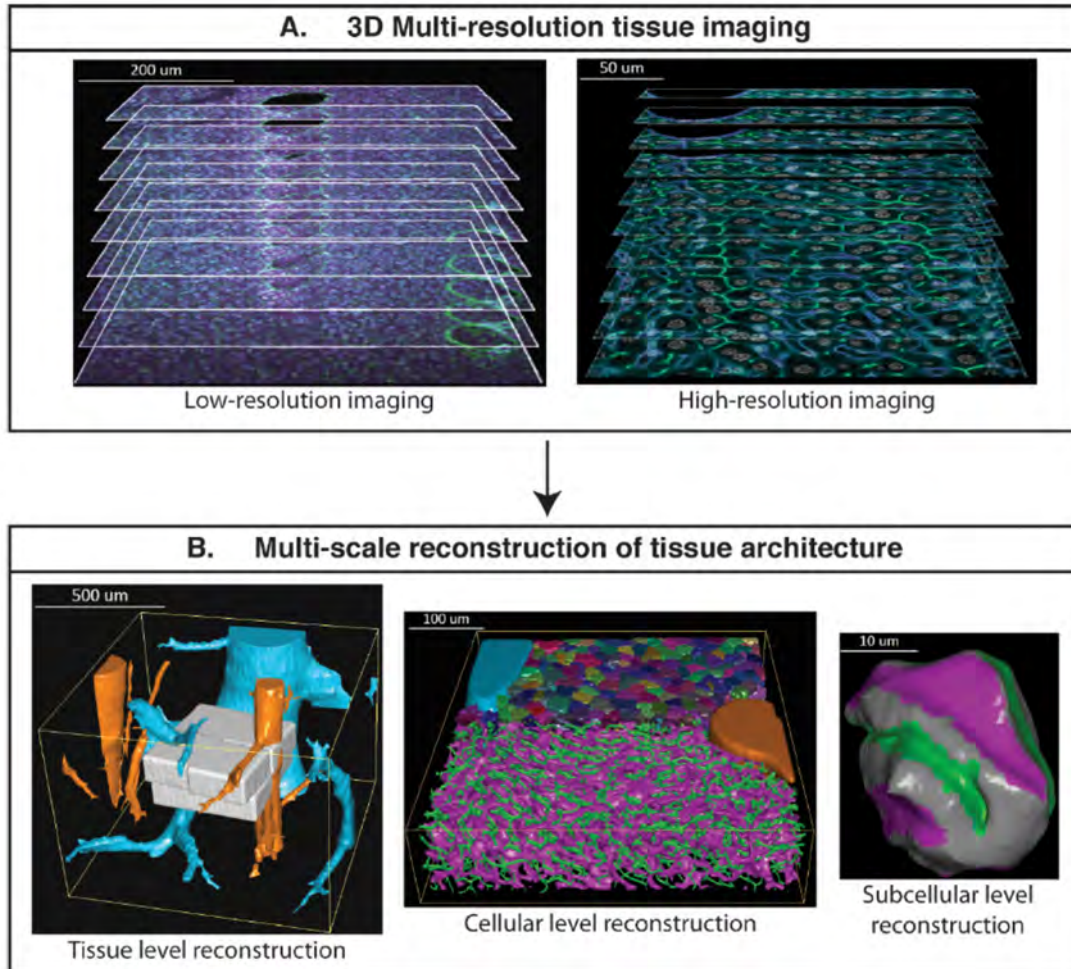 A. 3D Multi-resolution tissue imaging
200 um
50 um
Low-resolution imaging
High-resolution imaging
B. Multi-scale reconstruction of tissue architecture
500 um
100 um
10 um
Tissue level reconstruction
Cellular level reconstruction
Subcellular level
reconstruction